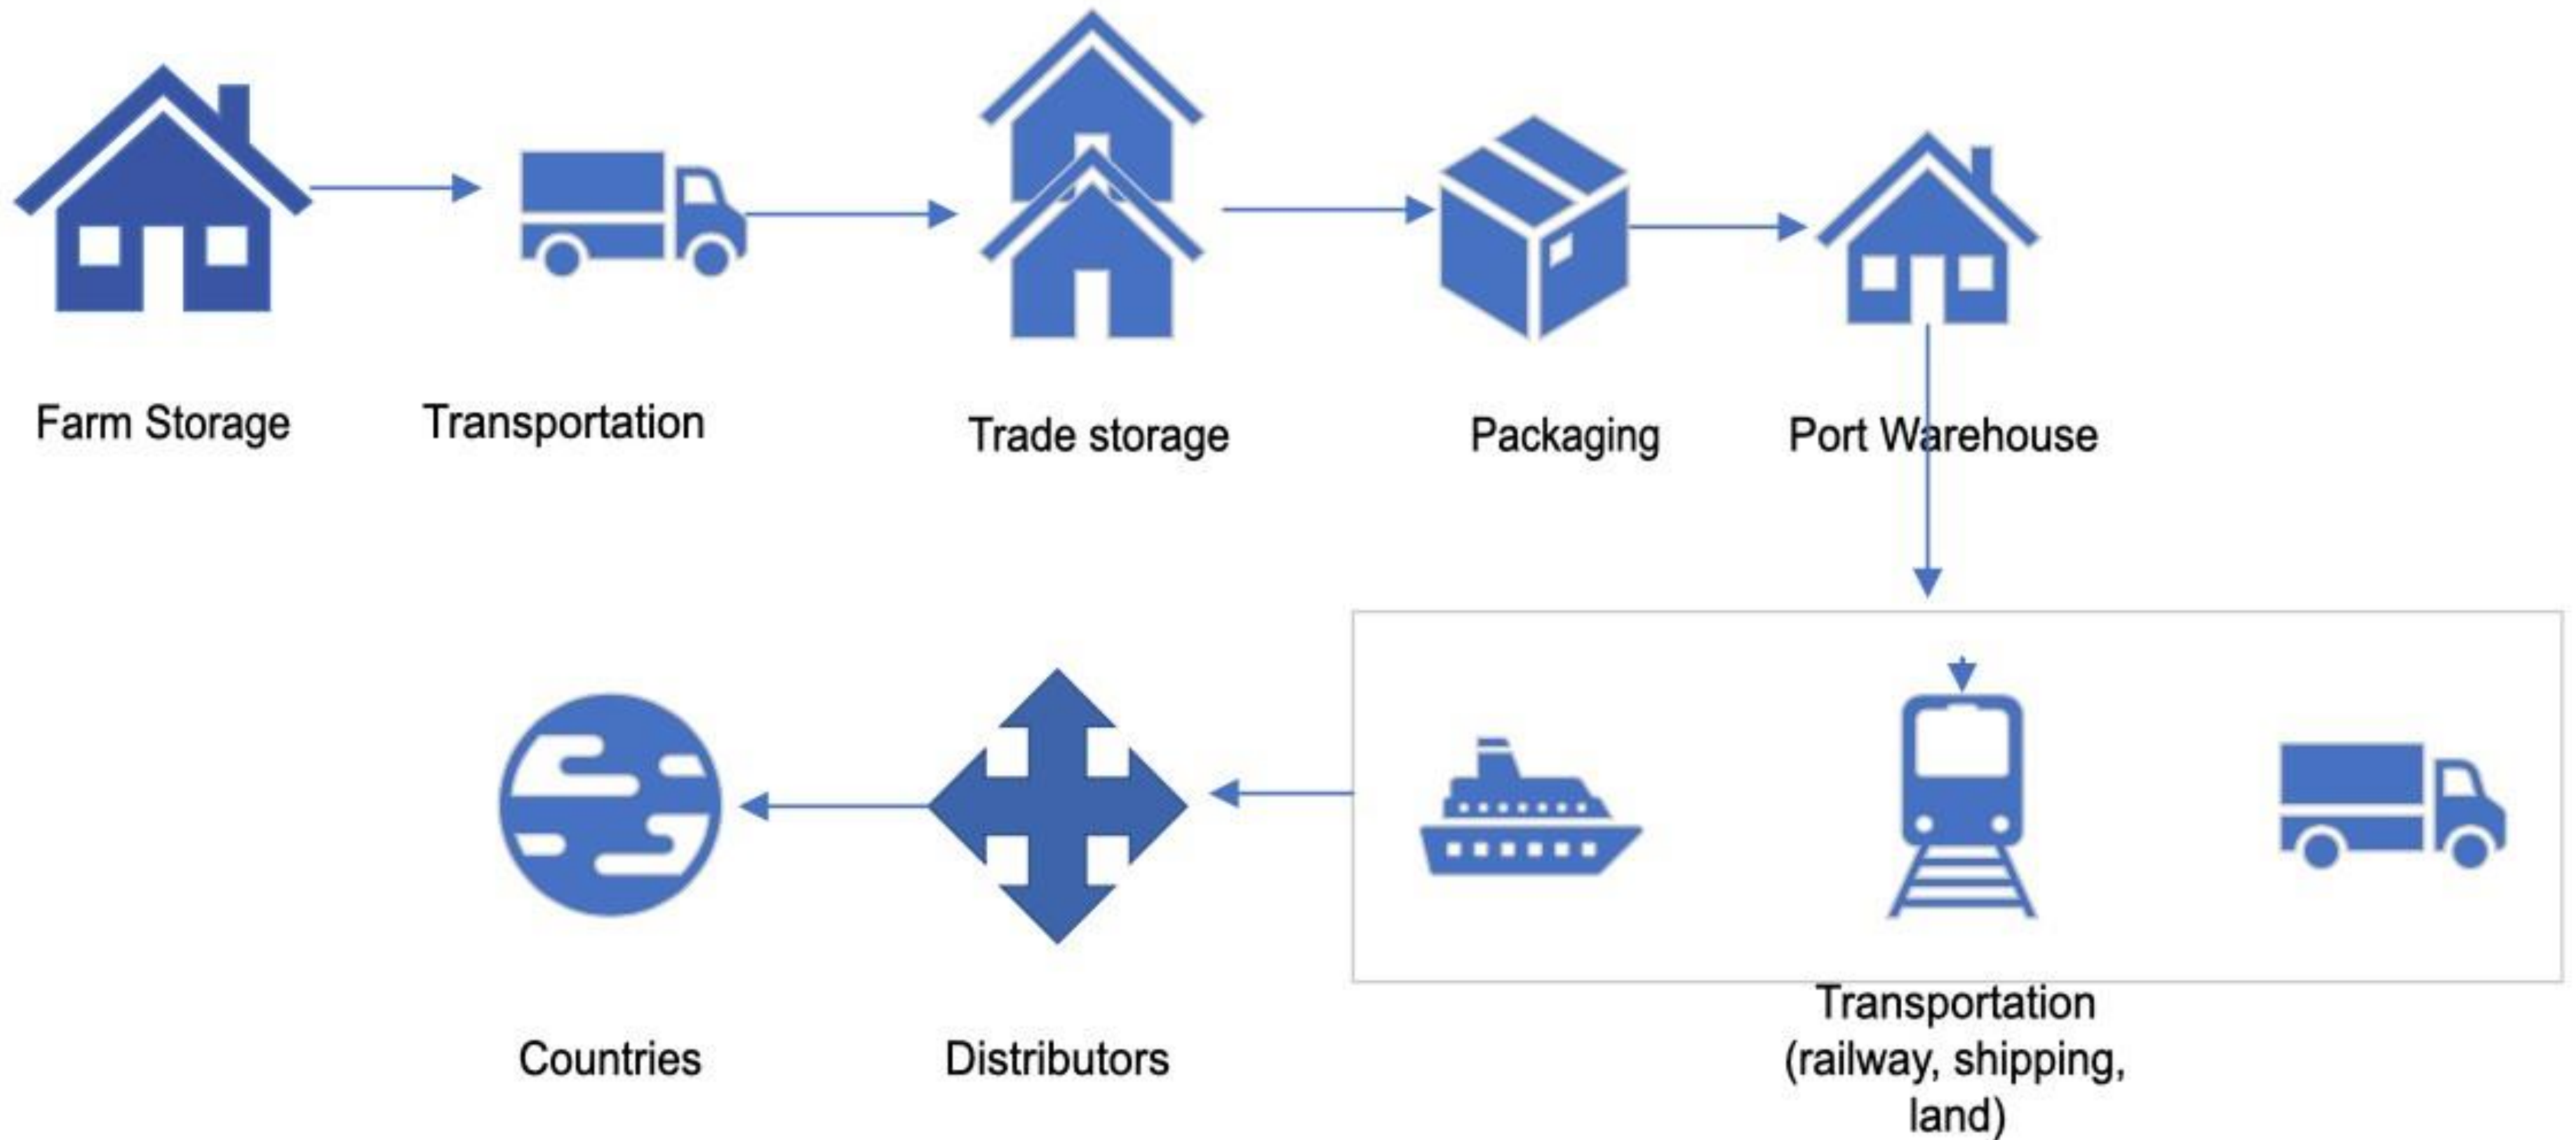 Farm Storage
Transportation
Trade storage
Packaging
Port Warehouse
Countries
Distributors
Transportation
(railway, shipping,
land)